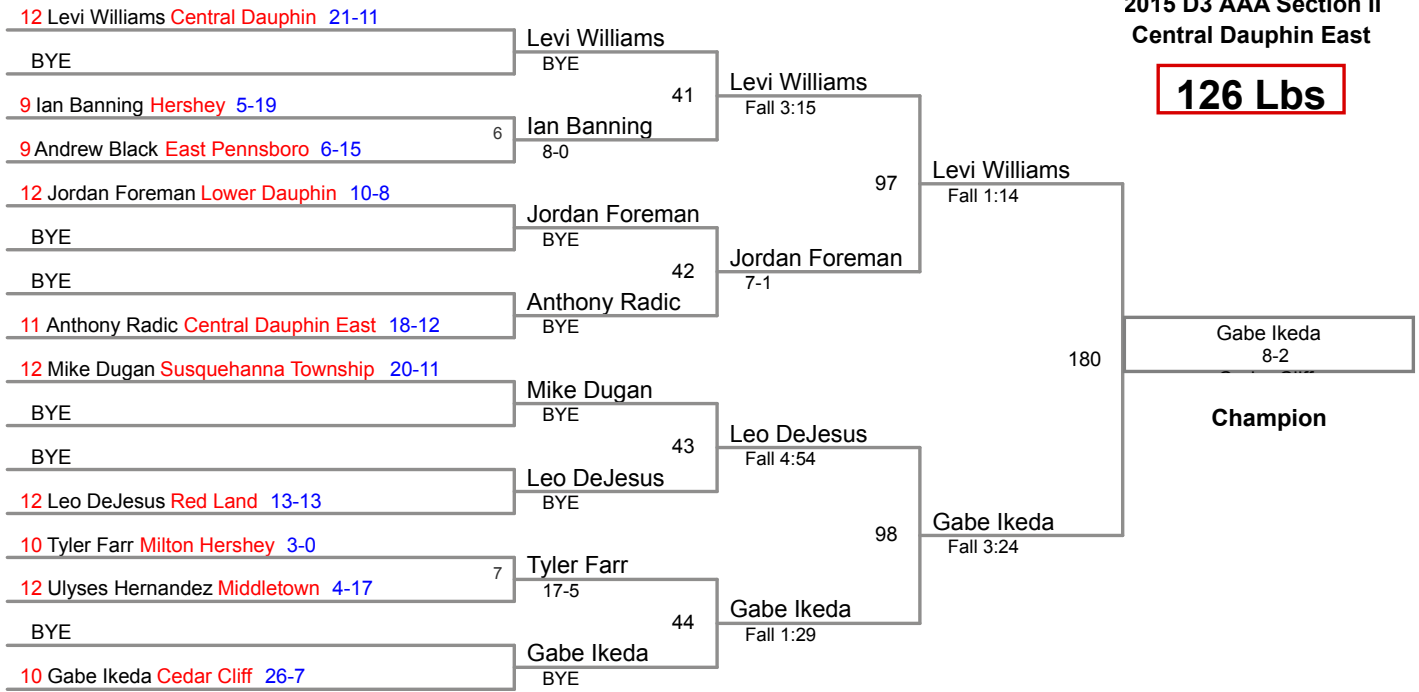 2015 D3 AAA Section II
Central Dauphin East
126 Lbs
12 Levi Williams Central Dauphin 21-11
BYE
9 Ian Banning Hershey 5-19
9 Andrew Black East Pennsboro 6-15
12 Jordan Foreman Lower Dauphin 10-8
BYE
BYE
11 Anthony Radic Central Dauphin East 18-12
12 Mike Dugan Susquehanna Township 20-11
BYE
BYE
12 Leo DeJesus Red Land 13-13
10 Tyler Farr Milton Hershey 3-0
12 Ulyses Hernandez Middletown 4-17
BYE
10 Gabe Ikeda Cedar Cliff 26-7
Levi Williams
BYE
6
Ian Banning
8-0
Jordan Foreman
BYE
Anthony Radic
BYE
Mike Dugan
BYE
Leo DeJesus
BYE
7
Tyler Farr
17-5
Gabe Ikeda
BYE
41
Levi Williams
Fall 3:15
42
Jordan Foreman
7-1
43
Leo DeJesus
Fall 4:54
44
Gabe Ikeda
Fall 1:29
97
Levi Williams
Fall 1:14
98
Gabe Ikeda
Fall 3:24
180
Gabe Ikeda
8-2
Champion